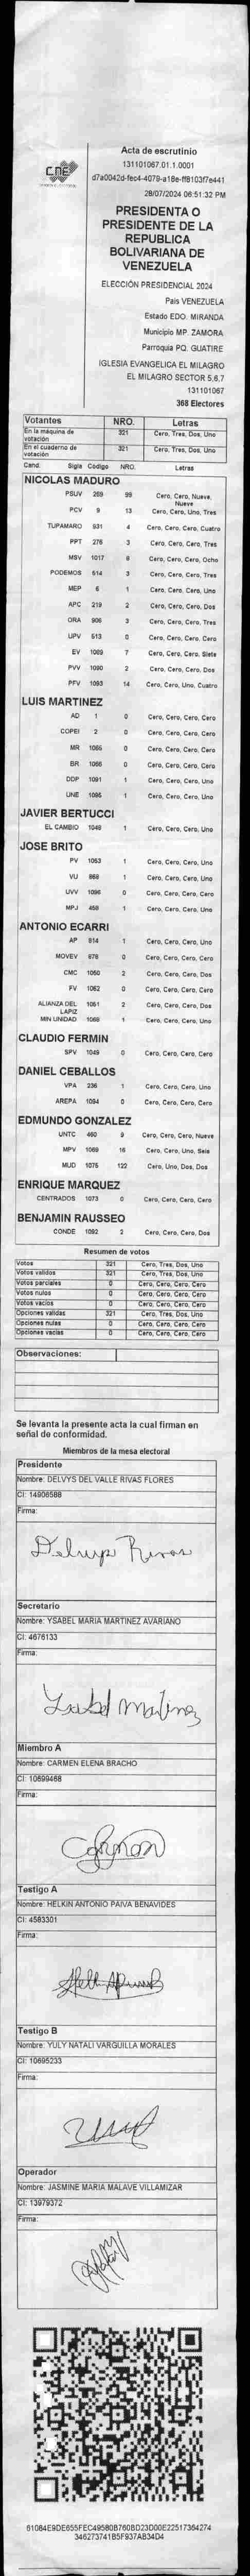 CNE
Acta de escrutinio
131101067.01.1.0001
d7a0042d-fec4-4079-a18e-ff8103f7e441
28/07/2024 06:51:32 PM
PRESIDENTA O
PRESIDENTE DE LA
REPUBLICA
BOLIVARIANA DE
VENEZUELA
ELECCIÓN PRESIDENCIAL 2024
País VENEZUELA
Estado EDO. MIRANDA
Municipio MP. ZAMORA
Parroquia PQ. GUATIRE
IGLESIA EVANGELICA EL MILAGRO
EL MILAGRO SECTOR 5,6,7
131101067
368 Electores
Votantes NRO. Letras
En la máquina de votación 321 Cero, Tres, Dos, Uno
En el cuaderno de votación 321 Cero, Tres, Dos, Uno
Cand. Sigla Código NRO. Letras
NICOLAS MADURO
PSUV 269 99 Cero, Cero, Nueve, Nueve
PCV 9 13 Cero, Cero, Uno, Tres
TUPAMARO 931 4 Cero, Cero, Cero, Cuatro
PPT 276 3 Cero, Cero, Cero, Tres
MSV 1017 8 Cero, Cero, Cero, Ocho
PODEMOS 614 3 Cero, Cero, Cero, Tres
MEP 6 1 Cero, Cero, Cero, Uno
APC 219 2 Cero, Cero, Cero, Dos
ORA 906 3 Cero, Cero, Cero, Tres
UPV 513 0 Cero, Cero, Cero, Cero
EV 1089 7 Cero, Cero, Cero, Siete
PVV 1090 2 Cero, Cero, Cero, Dos
PFV 1093 14 Cero, Cero, Uno, Cuatro
LUIS MARTINEZ
AD 1 0 Cero, Cero, Cero, Cero
COPEI 2 0 Cero, Cero, Cero, Cero
MR 1065 0 Cero, Cero, Cero, Cero
BR 1066 0 Cero, Cero, Cero, Cero
DDP 1091 1 Cero, Cero, Cero, Uno
UNE 1095 1 Cero, Cero, Cero, Uno
JAVIER BERTUCCI
EL CAMBIO 1048 1 Cero, Cero, Cero, Uno
JOSE BRITO
PV 1053 1 Cero, Cero, Cero, Uno
VU 868 1 Cero, Cero, Cero, Uno
UVV 1096 0 Cero, Cero, Cero, Cero
MPJ 458 1 Cero, Cero, Cero, Uno
ANTONIO ECARRI
AP 814 1 Cero, Cero, Cero, Uno
MOVEV 878 0 Cero, Cero, Cero, Cero
CMC 1050 2 Cero, Cero, Cero, Dos
FV 1062 0 Cero, Cero, Cero, Cero
ALIANZA DEL LAPIZ 1051 2 Cero, Cero, Cero, Dos
MIN UNIDAD 1068 1 Cero, Cero, Cero, Uno
CLAUDIO FERMIN
SPV 1049 0 Cero, Cero, Cero, Cero
DANIEL CEBALLOS
VPA 236 1 Cero, Cero, Cero, Uno
AREPA 1094 0 Cero, Cero, Cero, Cero
EDMUNDO GONZALEZ
UNTC 460 9 Cero, Cero, Cero, Nueve
MPV 1069 16 Cero, Cero, Uno, Seis
MUD 1075 122 Cero, Uno, Dos, Dos
ENRIQUE MARQUEZ
CENTRADOS 1073 0 Cero, Cero, Cero, Cero
BENJAMIN RAUSSEO
CONDE 1092 2 Cero, Cero, Cero, Dos
Resumen de votos
Votos 321 Cero, Tres, Dos, Uno
Votos validos 321 Cero, Tres, Dos, Uno
Votos parciales 0 Cero, Cero, Cero, Cero
Votos nulos 0 Cero, Cero, Cero, Cero
Votos vacios 0 Cero, Cero, Cero, Cero
Opciones validas 321 Cero, Tres, Dos, Uno
Opciones nulas 0 Cero, Cero, Cero, Cero
Opciones vacias 0 Cero, Cero, Cero, Cero
Observaciones:
Se levanta la presente acta la cual firman en
señal de conformidad.
Miembros de la mesa electoral
Presidente
Nombre: DELVYS DEL VALLE RIVAS FLORES
CI: 14906588
Firma:
Delvys Rivas
Secretario
Nombre: YSABEL MARIA MARTINEZ AVARIANO
CI: 4676133
Firma:
Ysabel Martinez
Miembro A
Nombre: CARMEN ELENA BRACHO
CI: 10699468
Firma:
Testigo A
Nombre: HELKIN ANTONIO PAIVA BENAVIDES
CI: 4583301
Firma:
Testigo B
Nombre: YULY NATALI VARGUILLA MORALES
CI: 10695233
Firma:
Operador
Nombre: JASMINE MARIA MALAVE VILLAMIZAR
CI: 13979372
Firma:
61084E9DE655FEC49580B760BD23D00E22517364274
346273741B5F937AB34D4